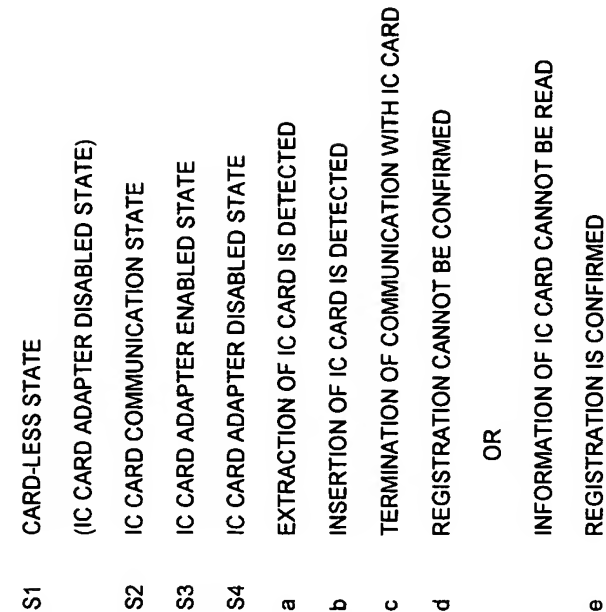 S1 CARD-LESS STATE
(IC CARD ADAPTER DISABLED STATE)
S2 IC CARD COMMUNICATION STATE
S3 IC CARD ADAPTER ENABLED STATE
S4 IC CARD ADAPTER DISABLED STATE
a EXTRACTION OF IC CARD IS DETECTED
b INSERTION OF IC CARD IS DETECTED
c TERMINATION OF COMMUNICATION WITH IC CARD
d REGISTRATION CANNOT BE CONFIRMED
OR
INFORMATION OF IC CARD CANNOT BE READ
e REGISTRATION IS CONFIRMED